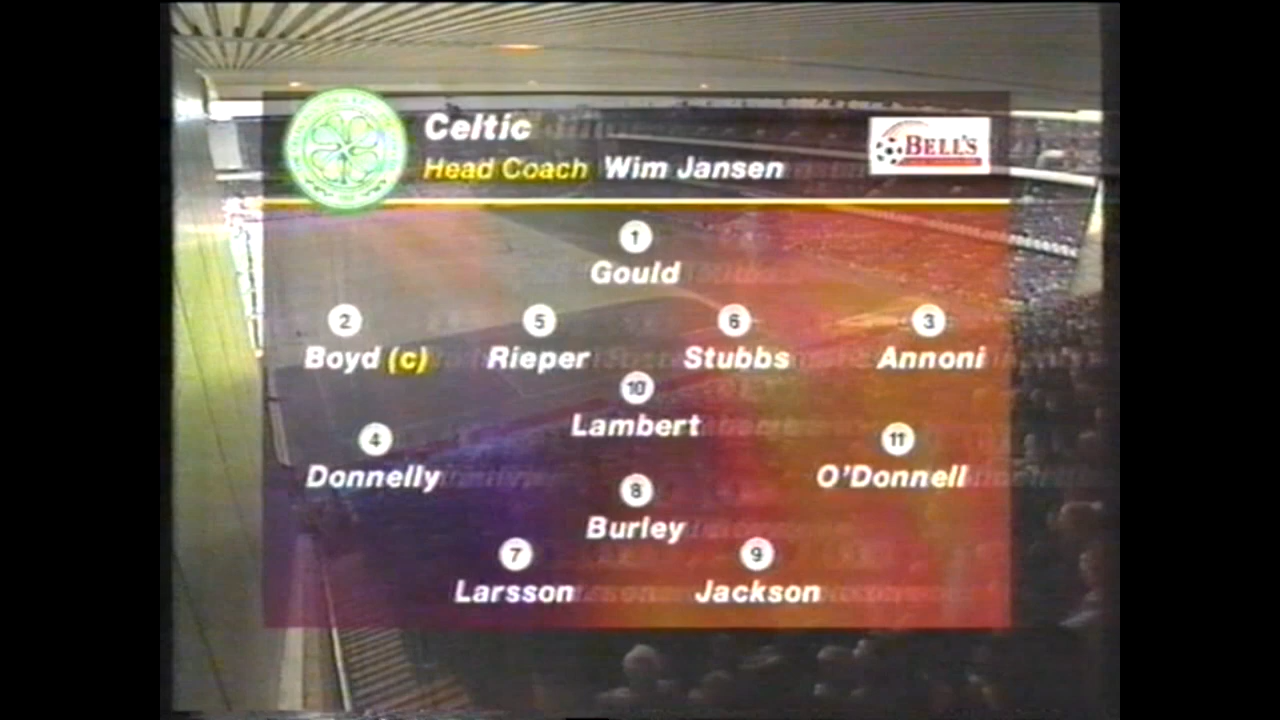 Celtic
Head Coach Wim Jansen
BELL'S
1
Gould
2 5 6 3
Boyd (c) Rieper Stubbs Annoni
10
Lambert
4 11
Donnelly O'Donnell
8
Burley
7 9
Larsson Jackson